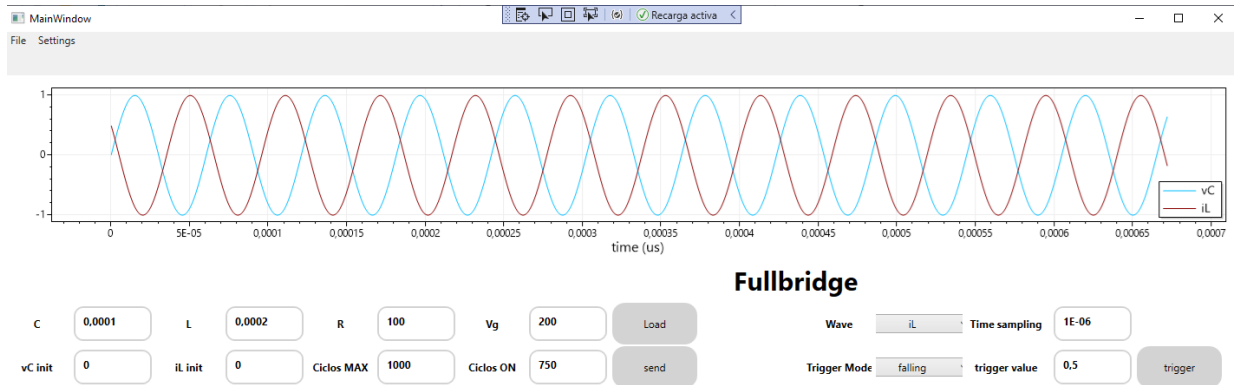 MainWindow
Recarga activa
File Settings
1
0
-1
vC
iL
0 5E-05 0,0001 0,00015 0,0002 0,00025 0,0003 0,00035 0,0004 0,00045 0,0005 0,00055 0,0006 0,00065 0,0007
time (us)
Fullbridge
C 0,0001 L 0,0002 R 100 Vg 200 Load Wave iL Time sampling 1E-06
vC init 0 iL init 0 Ciclos MAX 1000 Ciclos ON 750 send Trigger Mode falling trigger value 0,5 trigger